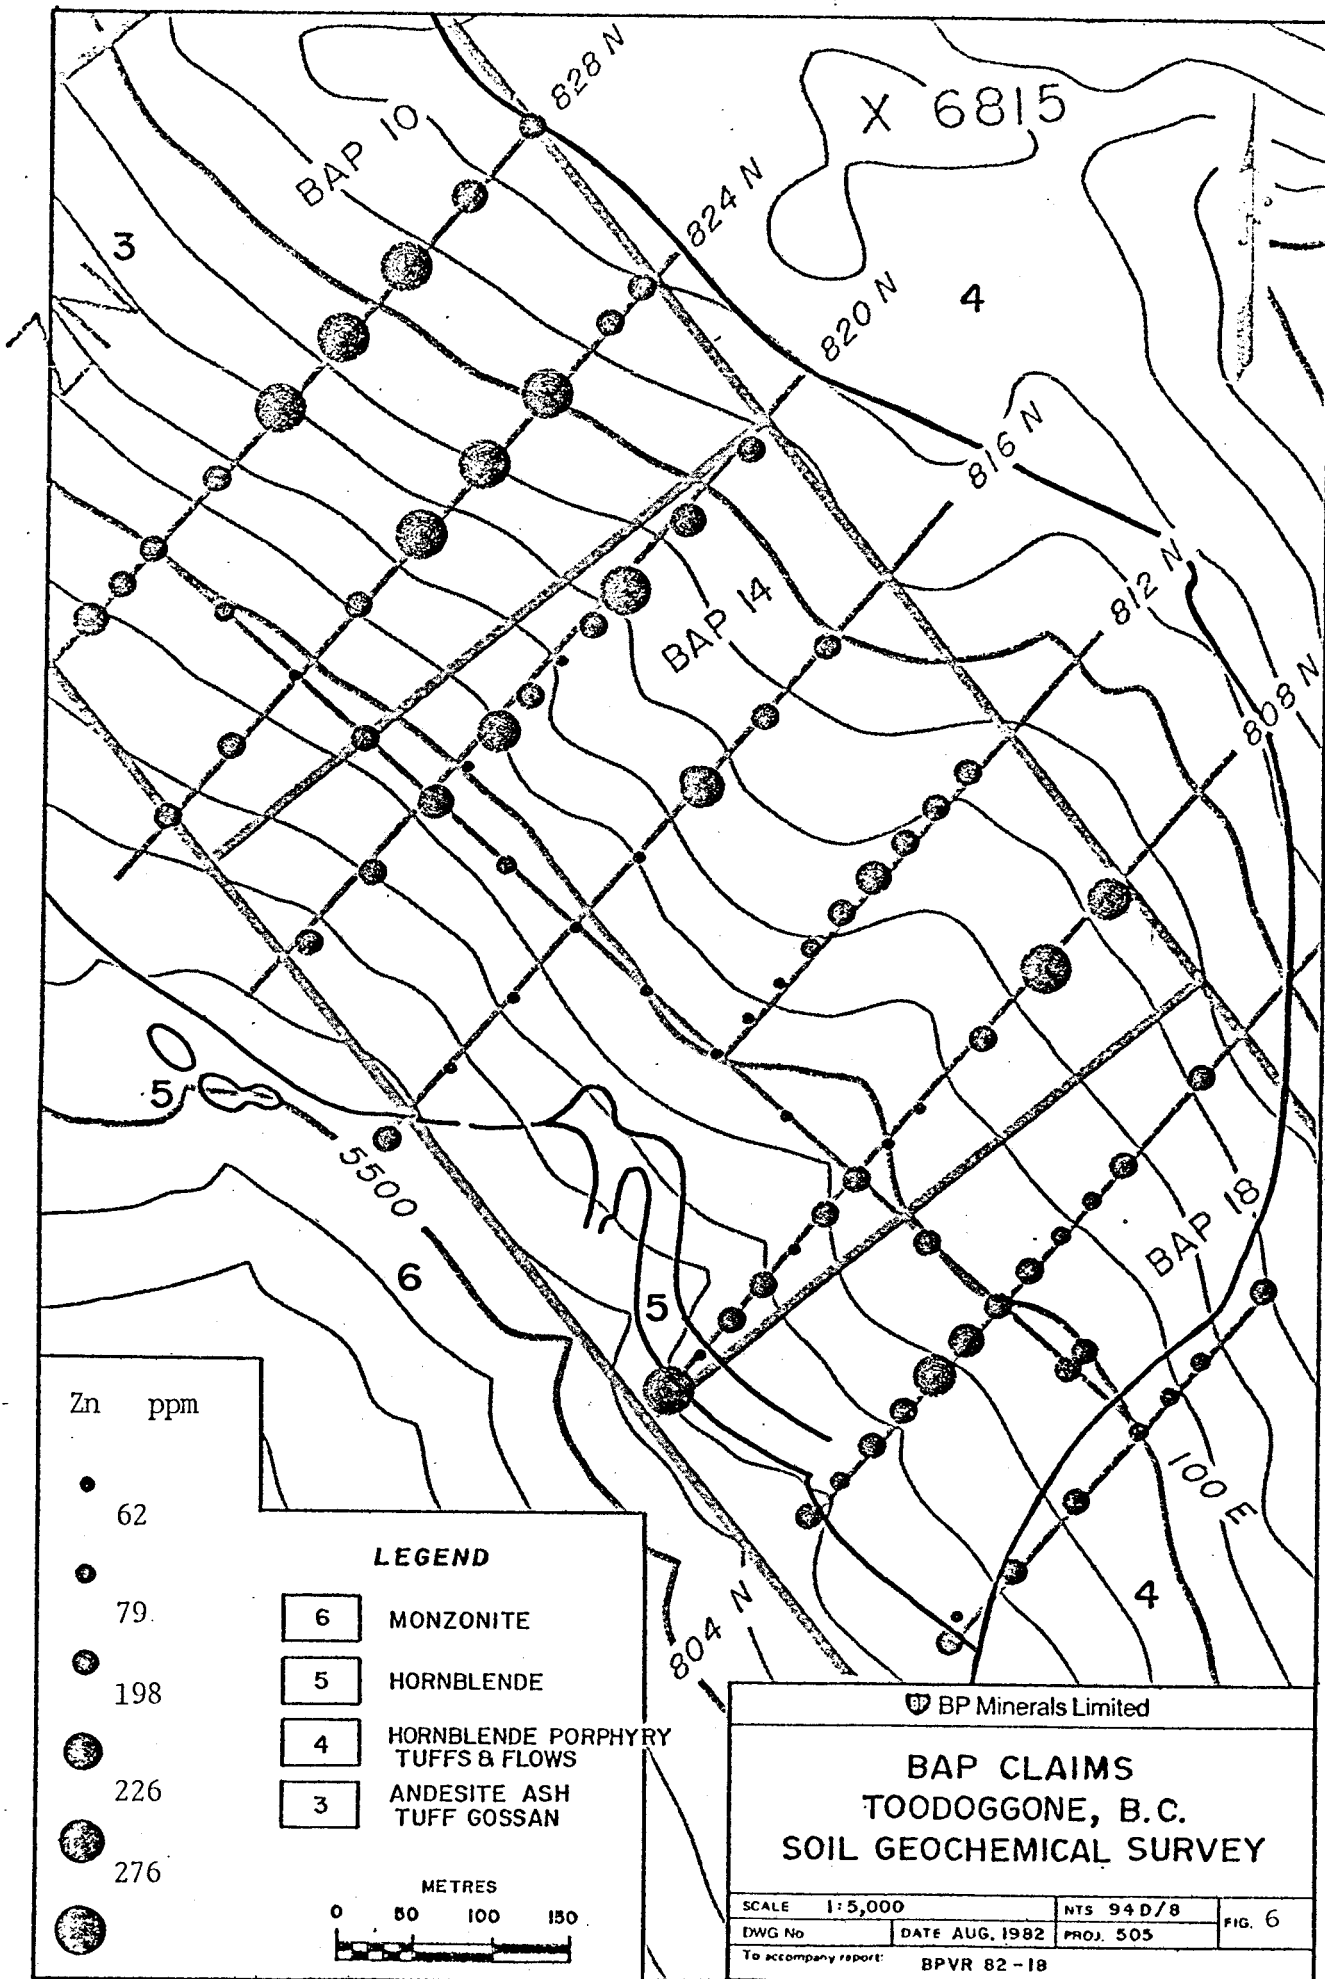 828 N
BAP 10
X 6815
824 N
3
820 N
4
816 N
BAP 14
812 N
808 N
5
5500
BAP 18
6
5
100 E
4
804 N
Zn ppm
62
79.
198
226
276
LEGEND
6 MONZONITE
5 HORNBLENDE
4 HORNBLENDE PORPHYRY
TUFFS & FLOWS
3 ANDESITE ASH
TUFF GOSSAN
METRES
0 50 100 150
BP BP Minerals Limited
BAP CLAIMS
TOODOGGONE, B.C.
SOIL GEOCHEMICAL SURVEY
SCALE 1:5,000 NTS 94 D/8 FIG. 6
DWG No DATE AUG, 1982 PROJ. 505
To accompany report: BPVR 82-18